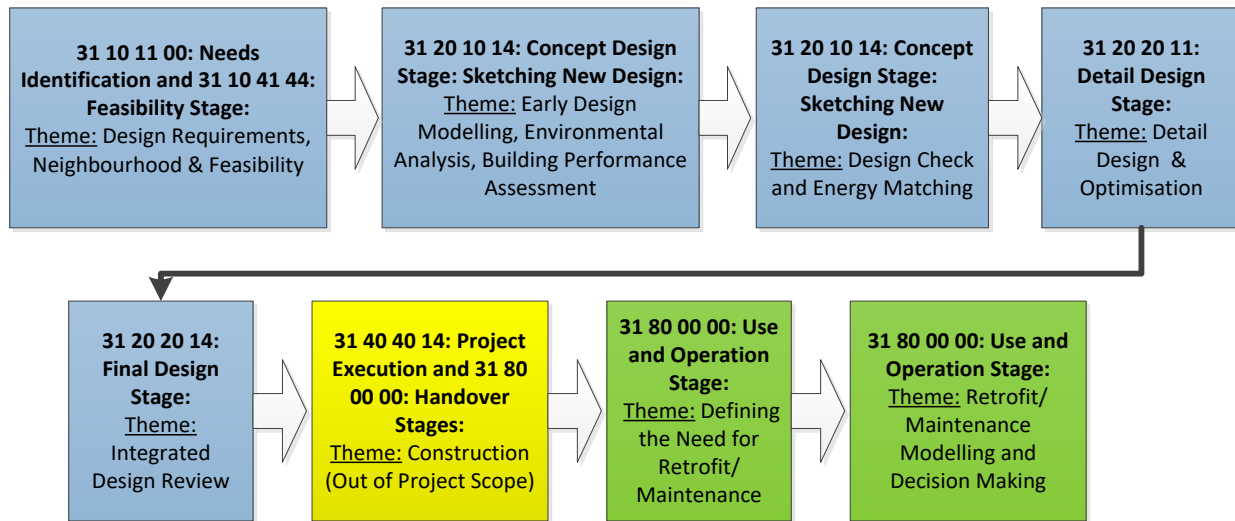 31 10 11 00: Needs
Identification and 31 10 41 44:
Feasibility Stage:
Theme: Design Requirements,
Neighbourhood & Feasibility
31 20 10 14: Concept Design
Stage: Sketching New Design:
Theme: Early Design
Modelling, Environmental
Analysis, Building Performance
Assessment
31 20 10 14: Concept
Design Stage:
Sketching New
Design:
Theme: Design Check
and Energy Matching
31 20 20 11:
Detail Design
Stage:
Theme: Detail
Design &
Optimisation
31 20 20 14:
Final Design
Stage:
Theme:
Integrated
Design Review
31 40 40 14: Project
Execution and 31 80
00 00: Handover
Stages:
Theme: Construction
(Out of Project Scope)
31 80 00 00: Use
and Operation
Stage:
Theme: Defining
the Need for
Retrofit/
Maintenance
31 80 00 00: Use and
Operation Stage:
Theme: Retrofit/
Maintenance
Modelling and
Decision Making